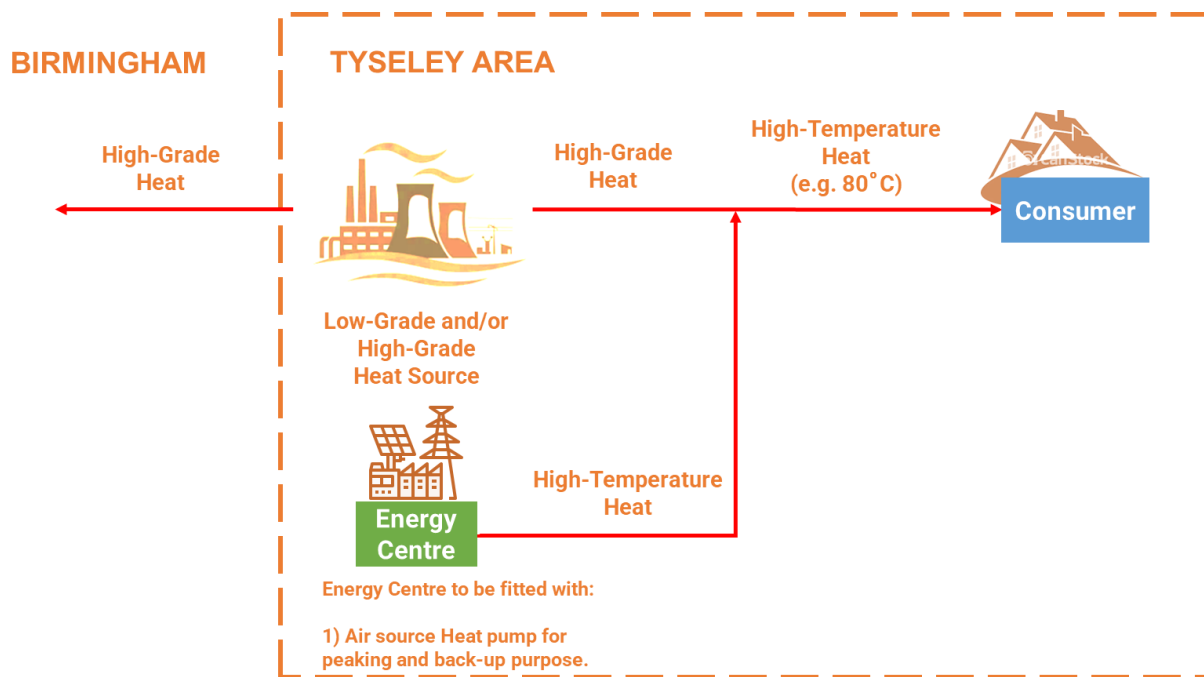 BIRMINGHAM
TYSELEY AREA
High-Grade
Heat
High-Grade
Heat
High-Temperature
Heat
(e.g. 80°C)
Consumer
Low-Grade and/or
High-Grade
Heat Source
High-Temperature
Heat
Energy
Centre
Energy Centre to be fitted with:
1) Air source Heat pump for
peaking and back-up purpose.